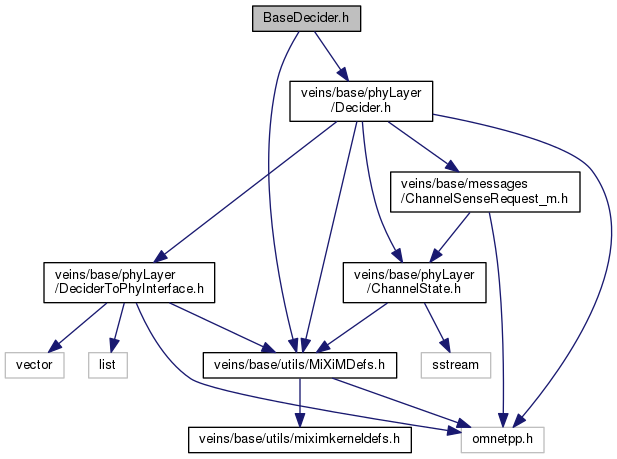 BaseDecider.h
veins/base/phyLayer
/Decider.h
veins/base/messages
/ChannelSenseRequest_m.h
veins/base/phyLayer
/DeciderToPhyInterface.h
veins/base/phyLayer
/ChannelState.h
vector
list
veins/base/utils/MiXiMDefs.h
sstream
veins/base/utils/miximkerneldefs.h
omnetpp.h